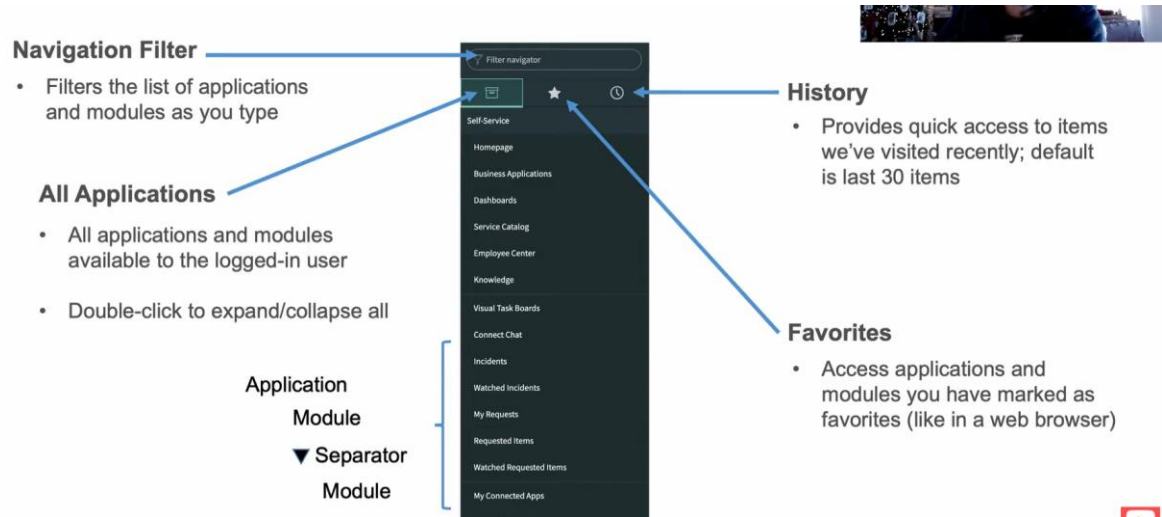 Navigation Filter
• Filters the list of applications
and modules as you type
All Applications
• All applications and modules
available to the logged-in user
• Double-click to expand/collapse all
Application
Module
▼ Separator
Module
Filter navigator
Self-Service
Homepage
Business Applications
Dashboards
Service Catalog
Employee Center
Knowledge
Visual Task Boards
Connect Chat
Incidents
Watched Incidents
My Requests
Requested Items
Watched Requested Items
My Connected Apps
History
• Provides quick access to items
we've visited recently; default
is last 30 items
Favorites
• Access applications and
modules you have marked as
favorites (like in a web browser)